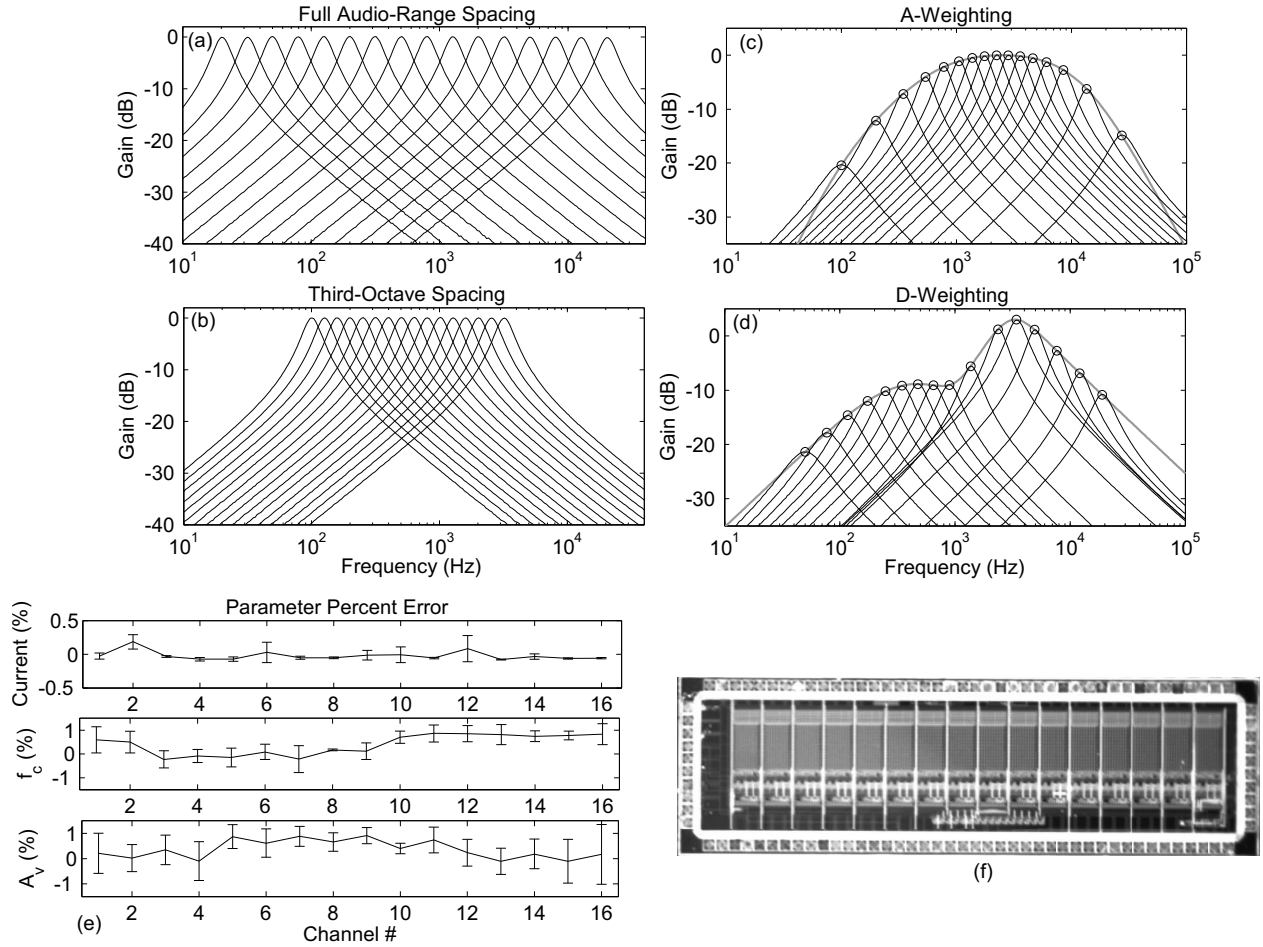 Full Audio-Range Spacing
(a)
Gain (dB)
0
-10
-20
-30
-40
10^1
10^2
10^3
10^4
Third-Octave Spacing
(b)
Gain (dB)
0
-10
-20
-30
-40
10^1
10^2
10^3
10^4
Frequency (Hz)
A-Weighting
(c)
Gain (dB)
0
-10
-20
-30
10^1
10^2
10^3
10^4
10^5
D-Weighting
(d)
Gain (dB)
0
-10
-20
-30
10^1
10^2
10^3
10^4
10^5
Frequency (Hz)
Parameter Percent Error
Current (%)
0.5
0
-0.5
2 4 6 8 10 12 14 16
f_c (%)
1
0
-1
2 4 6 8 10 12 14 16
A_v (%)
1
0
-1
2 4 6 8 10 12 14 16
(e)
Channel #
(f)